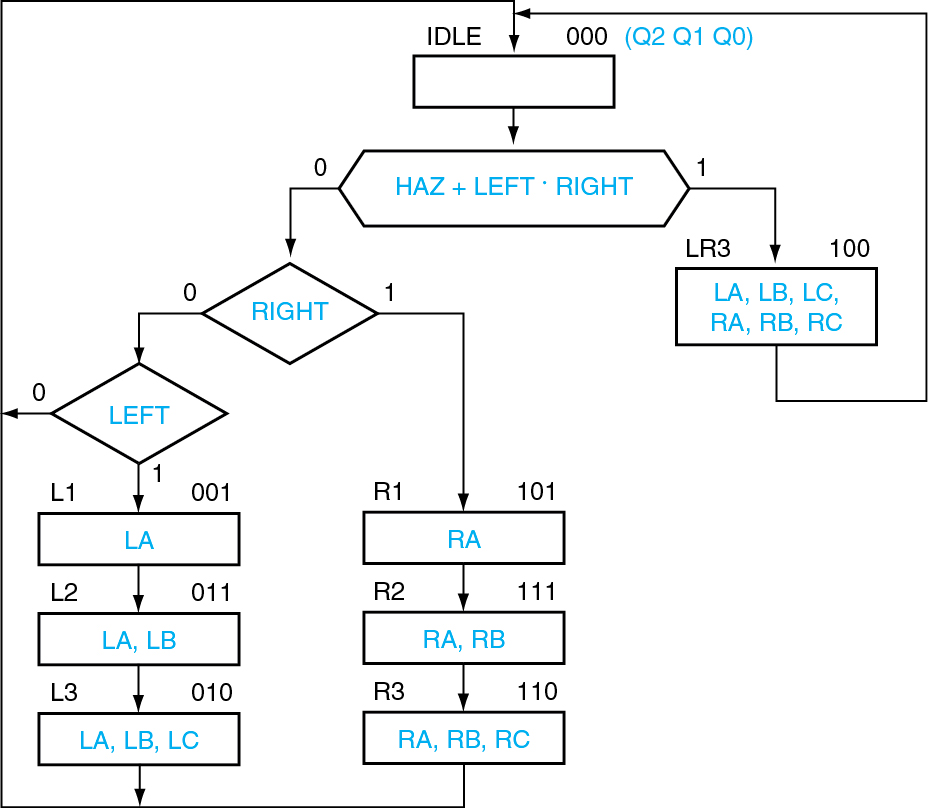 IDLE 000 (Q2 Q1 Q0)
0 HAZ + LEFT · RIGHT 1
LR3 100
LA, LB, LC,
RA, RB, RC
0 RIGHT 1
0 LEFT
1
L1 001
LA
R1 101
RA
L2 011
LA, LB
R2 111
RA, RB
L3 010
LA, LB, LC
R3 110
RA, RB, RC